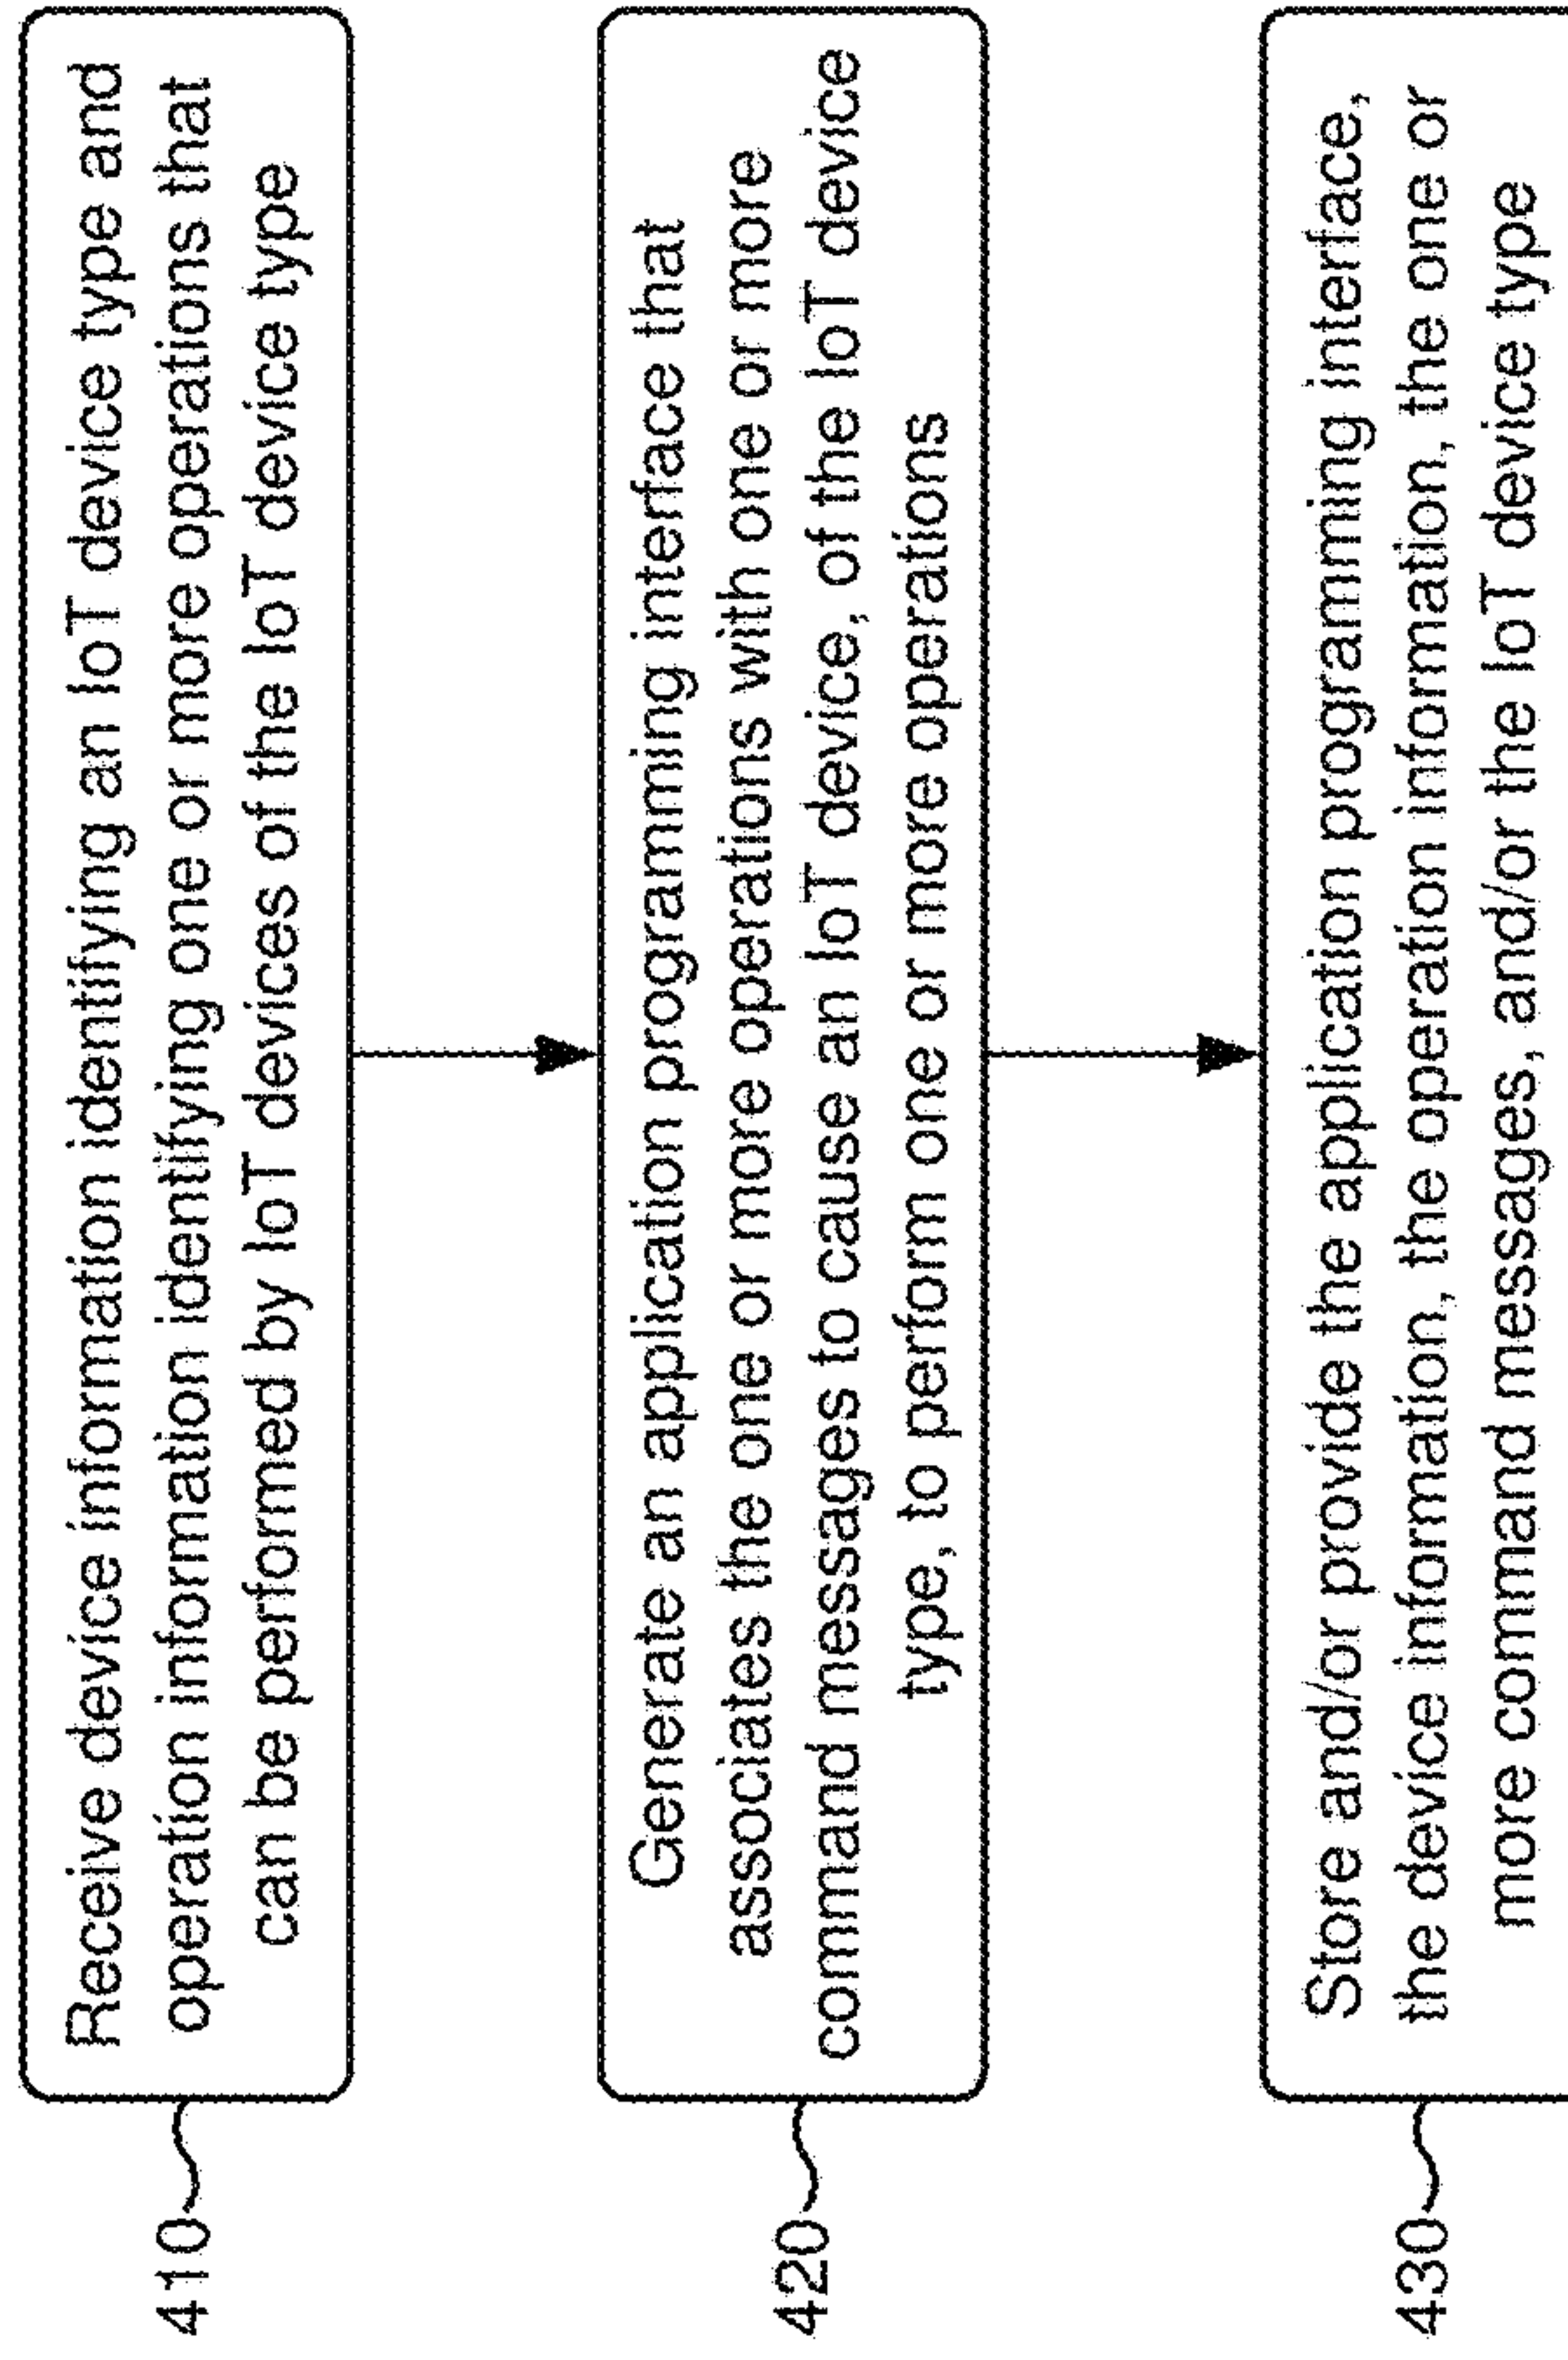 410
Receive device information identifying an IoT device type and
operation information identifying one or more operations that
can be performed by IoT devices of the IoT device type
420
Generate an application programming interface that
associates the one or more operations with one or more
command messages to cause an IoT device, of the IoT device
type, to perform one or more operations
430
Store and/or provide the application programming interface,
the device information, the operation information, the one or
more command messages, and/or the IoT device type